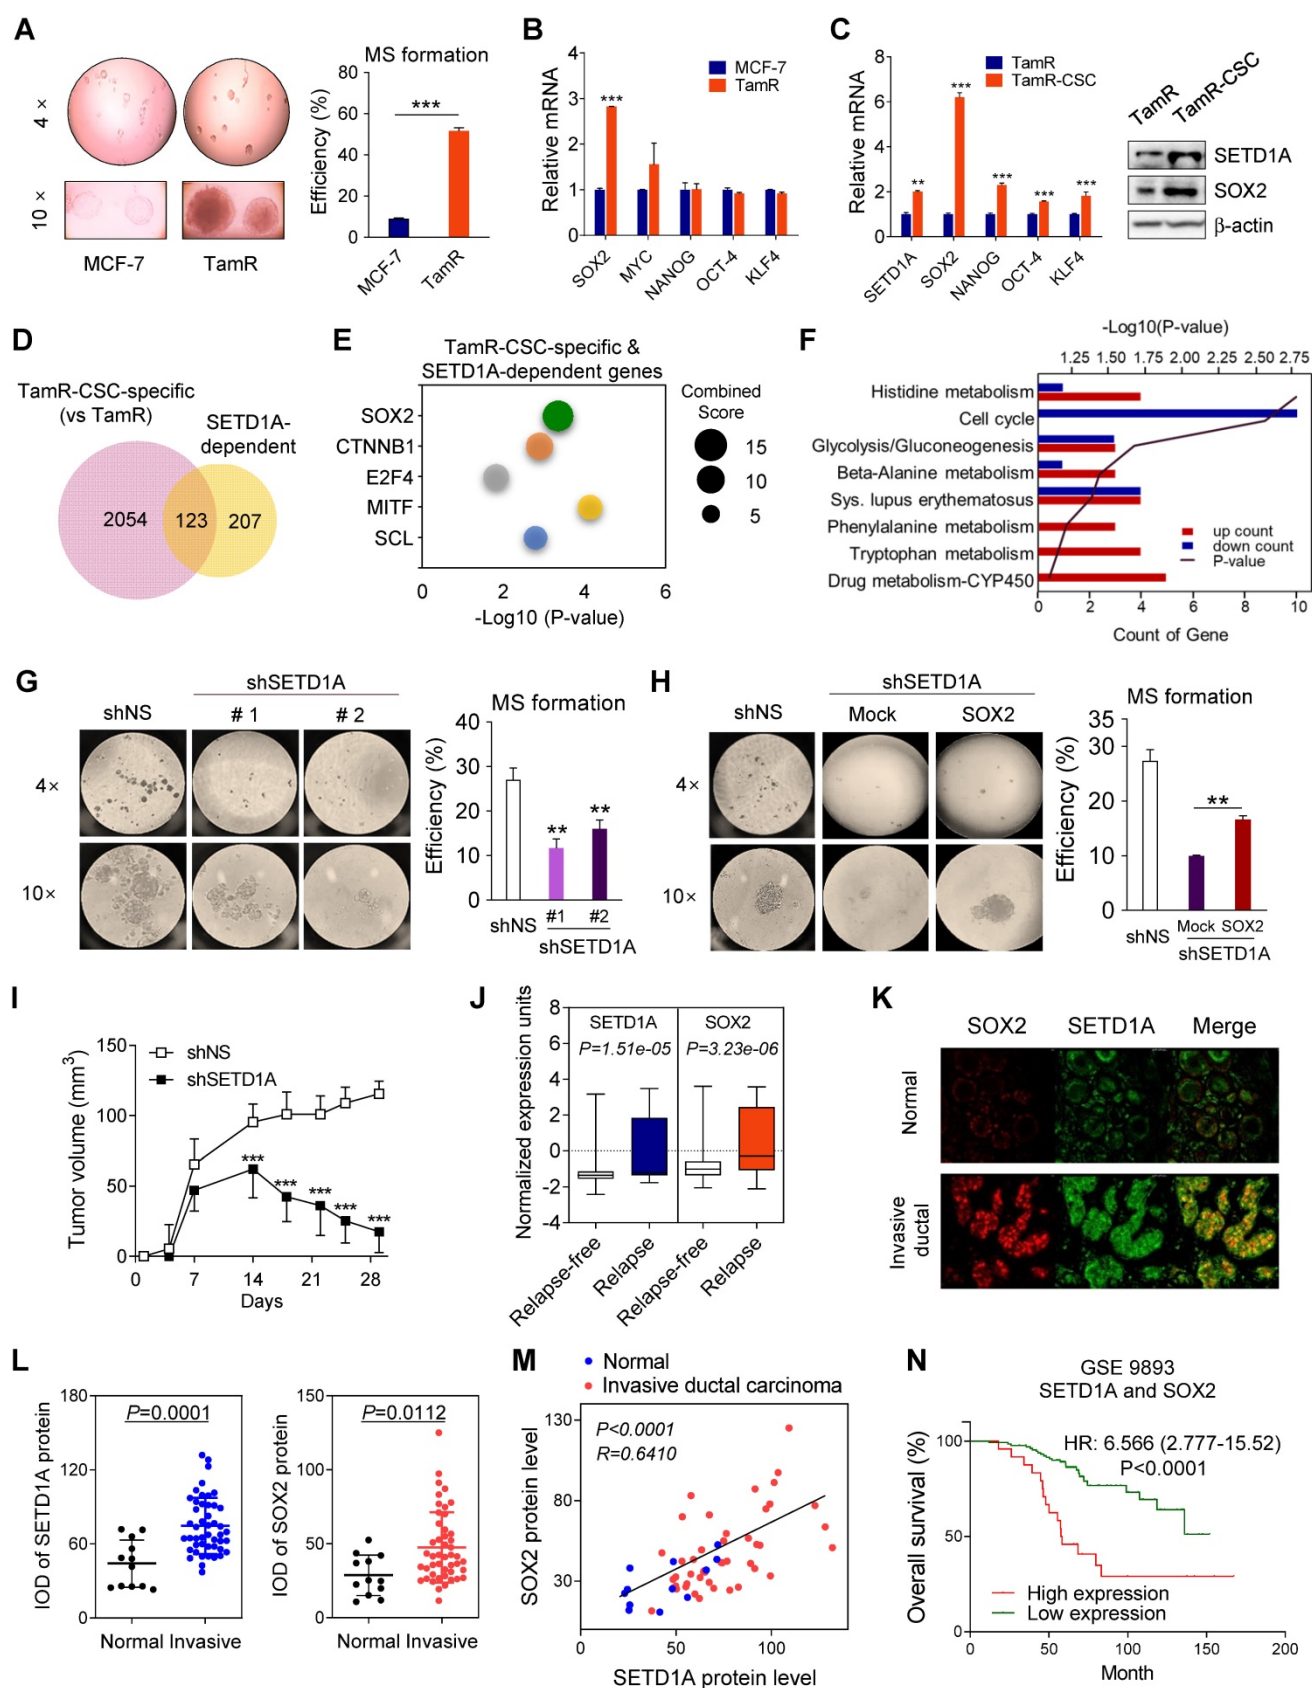 A
4 ×
10 ×
MCF-7
TamR
MS formation
***
Efficiency (%)
80
60
40
20
0
MCF-7
TamR
B
Relative mRNA
4
3
2
1
0
MCF-7
TamR
***
SOX2
MYC
NANOG
OCT-4
KLF4
C
Relative mRNA
8
6
4
2
0
TamR
TamR-CSC
**
***
***
***
***
SETD1A
SOX2
NANOG
OCT-4
KLF4
TamR
TamR-CSC
SETD1A
SOX2
β-actin
D
TamR-CSC-specific
(vs TamR)
SETD1A-
dependent
2054
123
207
E
TamR-CSC-specific &
SETD1A-dependent genes
SOX2
CTNNB1
E2F4
MITF
SCL
0
2
4
6
-Log10 (P-value)
Combined
Score
15
10
5
F
-Log10(P-value)
1.25 1.50 1.75 2.00 2.25 2.50 2.75
Histidine metabolism
Cell cycle
Glycolysis/Gluconeogenesis
Beta-Alanine metabolism
Sys. lupus erythematosus
Phenylalanine metabolism
Tryptophan metabolism
Drug metabolism-CYP450
up count
down count
P-value
0 2 4 6 8 10
Count of Gene
G
shSETD1A
shNS
# 1
# 2
4×
10×
MS formation
Efficiency (%)
40
30
20
10
0
**
**
shNS
#1
#2
shSETD1A
H
shSETD1A
shNS
Mock
SOX2
4×
10×
MS formation
Efficiency (%)
35
30
20
10
0
**
shNS
Mock SOX2
shSETD1A
I
Tumor volume (mm³)
150
100
50
0
shNS
shSETD1A
***
***
***
***
***
0 7 14 21 28
Days
J
Normalized expression units
8
6
4
2
0
-2
-4
SETD1A
P=1.51e-05
SOX2
P=3.23e-06
Relapse-free
Relapse
Relapse-free
Relapse
K
SOX2
SETD1A
Merge
Normal
Invasive
ductal
L
IOD of SETD1A protein
180
120
60
0
P=0.0001
Normal Invasive
IOD of SOX2 protein
150
100
50
0
P=0.0112
Normal Invasive
M
Normal
Invasive ductal carcinoma
SOX2 protein level
130
80
30
P<0.0001
R=0.6410
0
50
100
SETD1A protein level
N
GSE 9893
SETD1A and SOX2
HR: 6.566 (2.777-15.52)
P<0.0001
Overall survival (%)
100
50
0
High expression
Low expression
0 50 100 150 200
Month